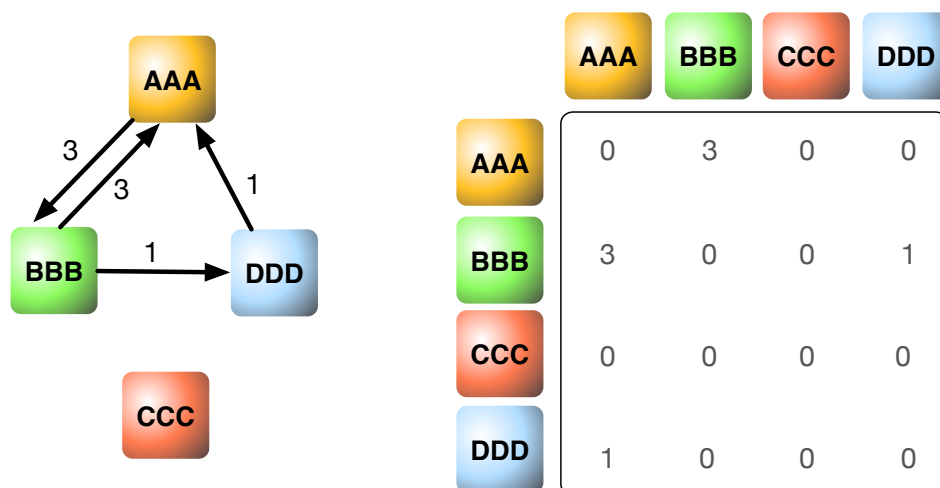 AAA
3
3
1
BBB
1
DDD
CCC
AAA BBB CCC DDD
AAA 0 3 0 0
BBB 3 0 0 1
CCC 0 0 0 0
DDD 1 0 0 0